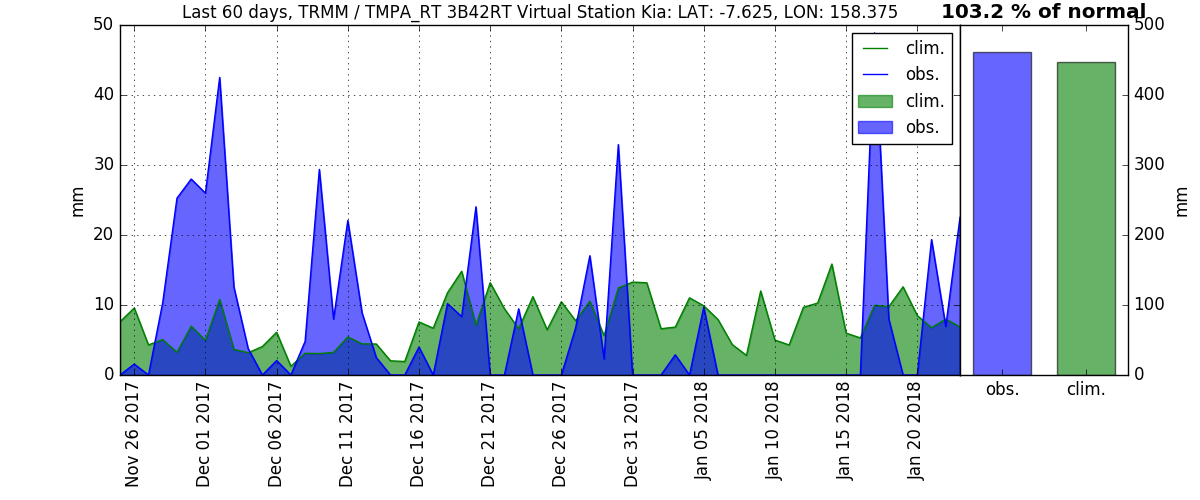 Last 60 days, TRMM / TMPA_RT 3B42RT Virtual Station Kia: LAT: -7.625, LON: 158.375
103.2 % of normal
50
40
30
20
10
0
mm
clim.
obs.
clim.
obs.
500
400
300
200
100
0
mm
obs.
clim.
Nov 26 2017
Dec 01 2017
Dec 06 2017
Dec 11 2017
Dec 16 2017
Dec 21 2017
Dec 26 2017
Dec 31 2017
Jan 05 2018
Jan 10 2018
Jan 15 2018
Jan 20 2018